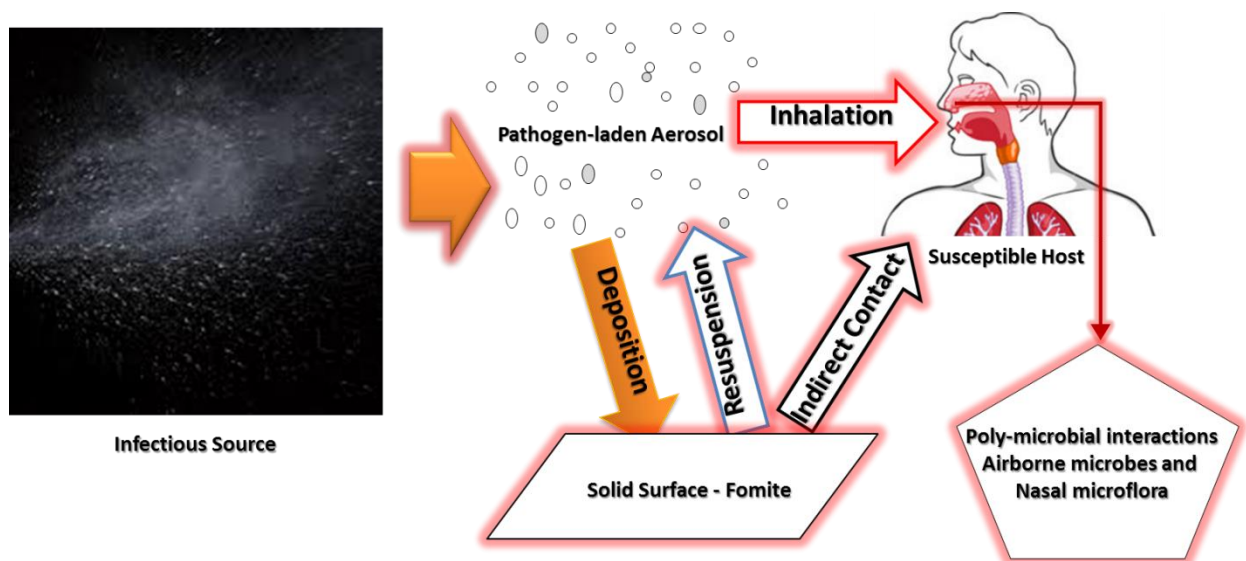 Pathogen-laden Aerosol
Inhalation
Susceptible Host
Deposition
Resuspension
Indirect Contact
Infectious Source
Solid Surface - Fomite
Poly-microbial interactions
Airborne microbes and
Nasal microflora